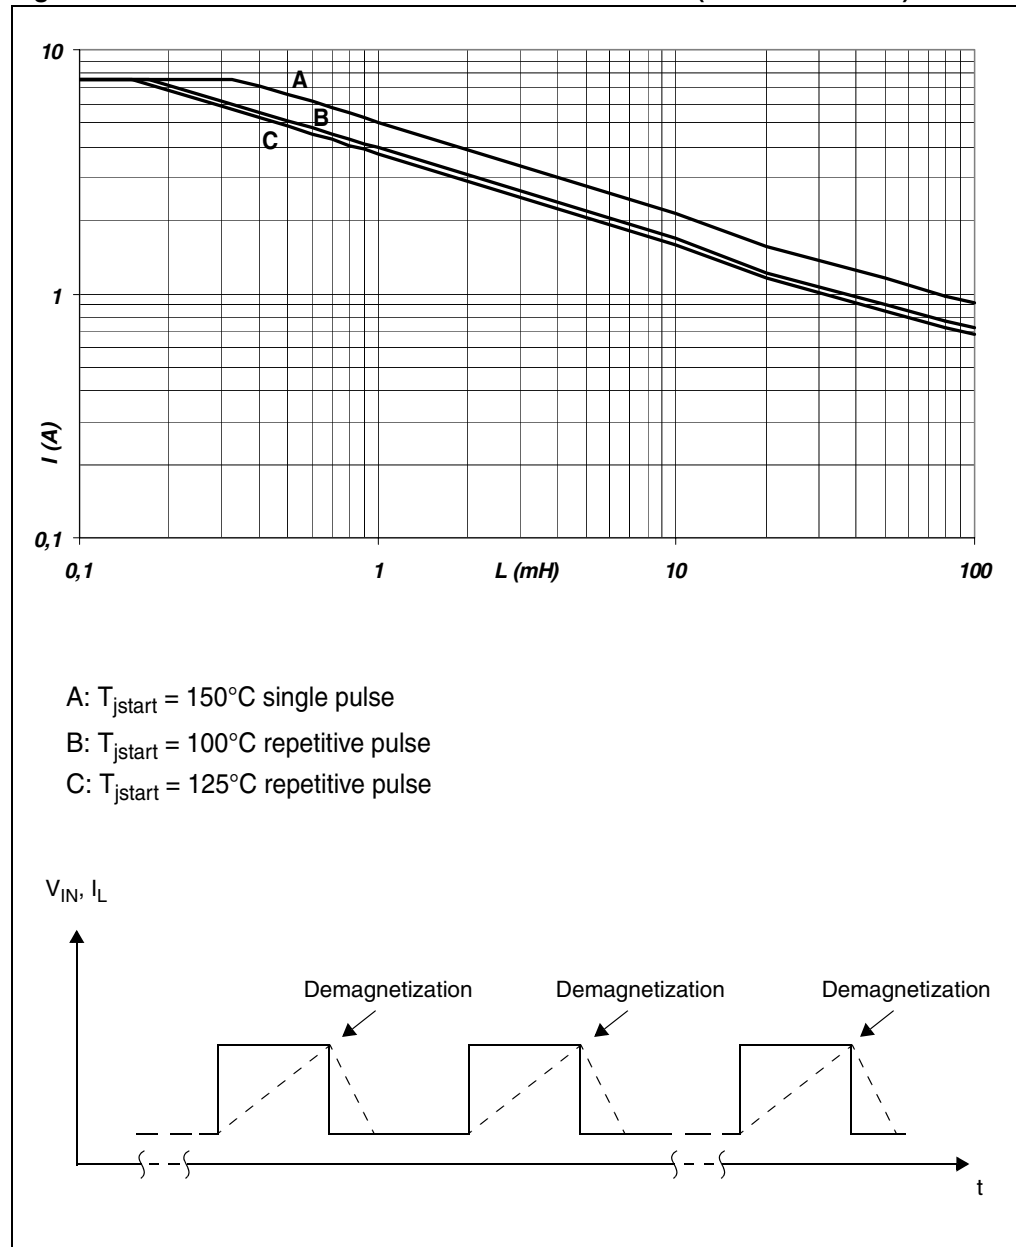 10
A
B
C
1
I (A)
0,1
0,1 1 L (mH) 10 100
A: Tjstart = 150°C single pulse
B: Tjstart = 100°C repetitive pulse
C: Tjstart = 125°C repetitive pulse
VIN, IL
Demagnetization Demagnetization Demagnetization
t